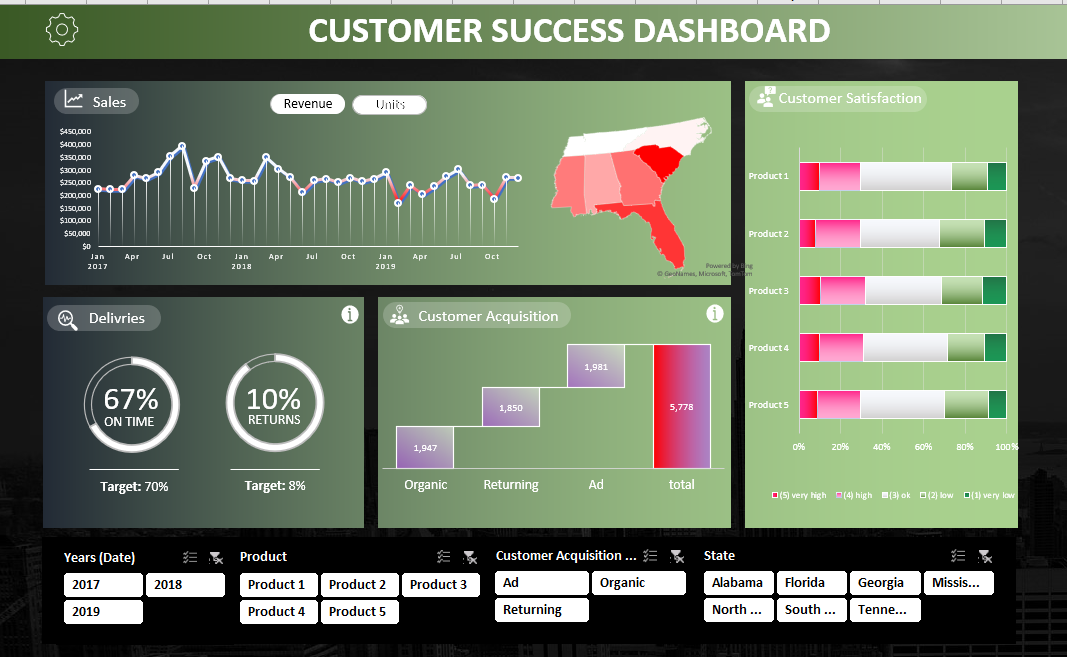 CUSTOMER SUCCESS DASHBOARD
Sales
Revenue
Units
$450,000
$400,000
$350,000
$300,000
$250,000
$200,000
$150,000
$100,000
$50,000
$0
Jan Apr Jul Oct Jan Apr Jul Oct Jan Apr Jul Oct
2017 2018 2019
Powered by Bing
© GeoNames, Microsoft, TomTom
Customer Satisfaction
Product 1
Product 2
Product 3
Product 4
Product 5
0% 20% 40% 60% 80% 100%
(5) very high (4) high (3) ok (2) low (1) very low
Delivries
67%
ON TIME
10%
RETURNS
Target: 70%
Target: 8%
Customer Acquisition
1,981
1,850
5,778
1,947
Organic Returning Ad total
Years (Date)
2017 2018
2019
Product
Product 1 Product 2 Product 3
Product 4 Product 5
Customer Acquisition ...
Ad Organic
Returning
State
Alabama Florida Georgia Missis...
North ... South ... Tenne...